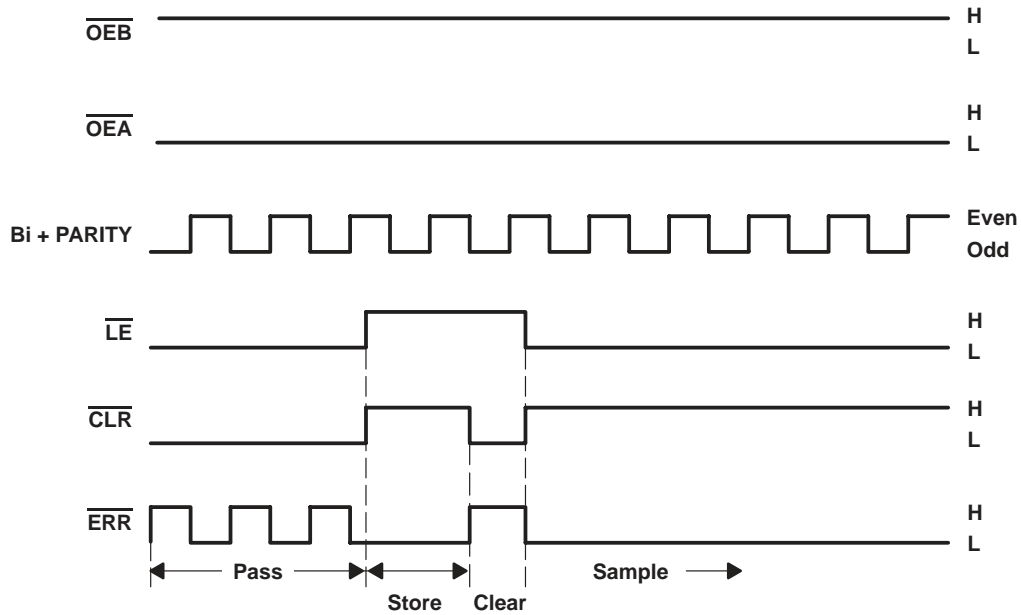 OEB
H
L
OEA
H
L
Bi + PARITY
Even
Odd
LE
H
L
CLR
H
L
ERR
H
L
Pass
Sample
Store
Clear